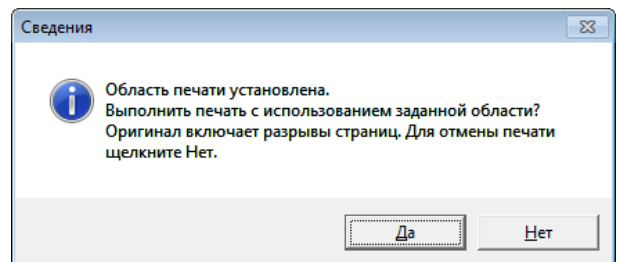 Сведения
Область печати установлена.
Выполнить печать с использованием заданной области?
Оригинал включает разрывы страниц. Для отмены печати
щелкните Нет.
Да
Нет